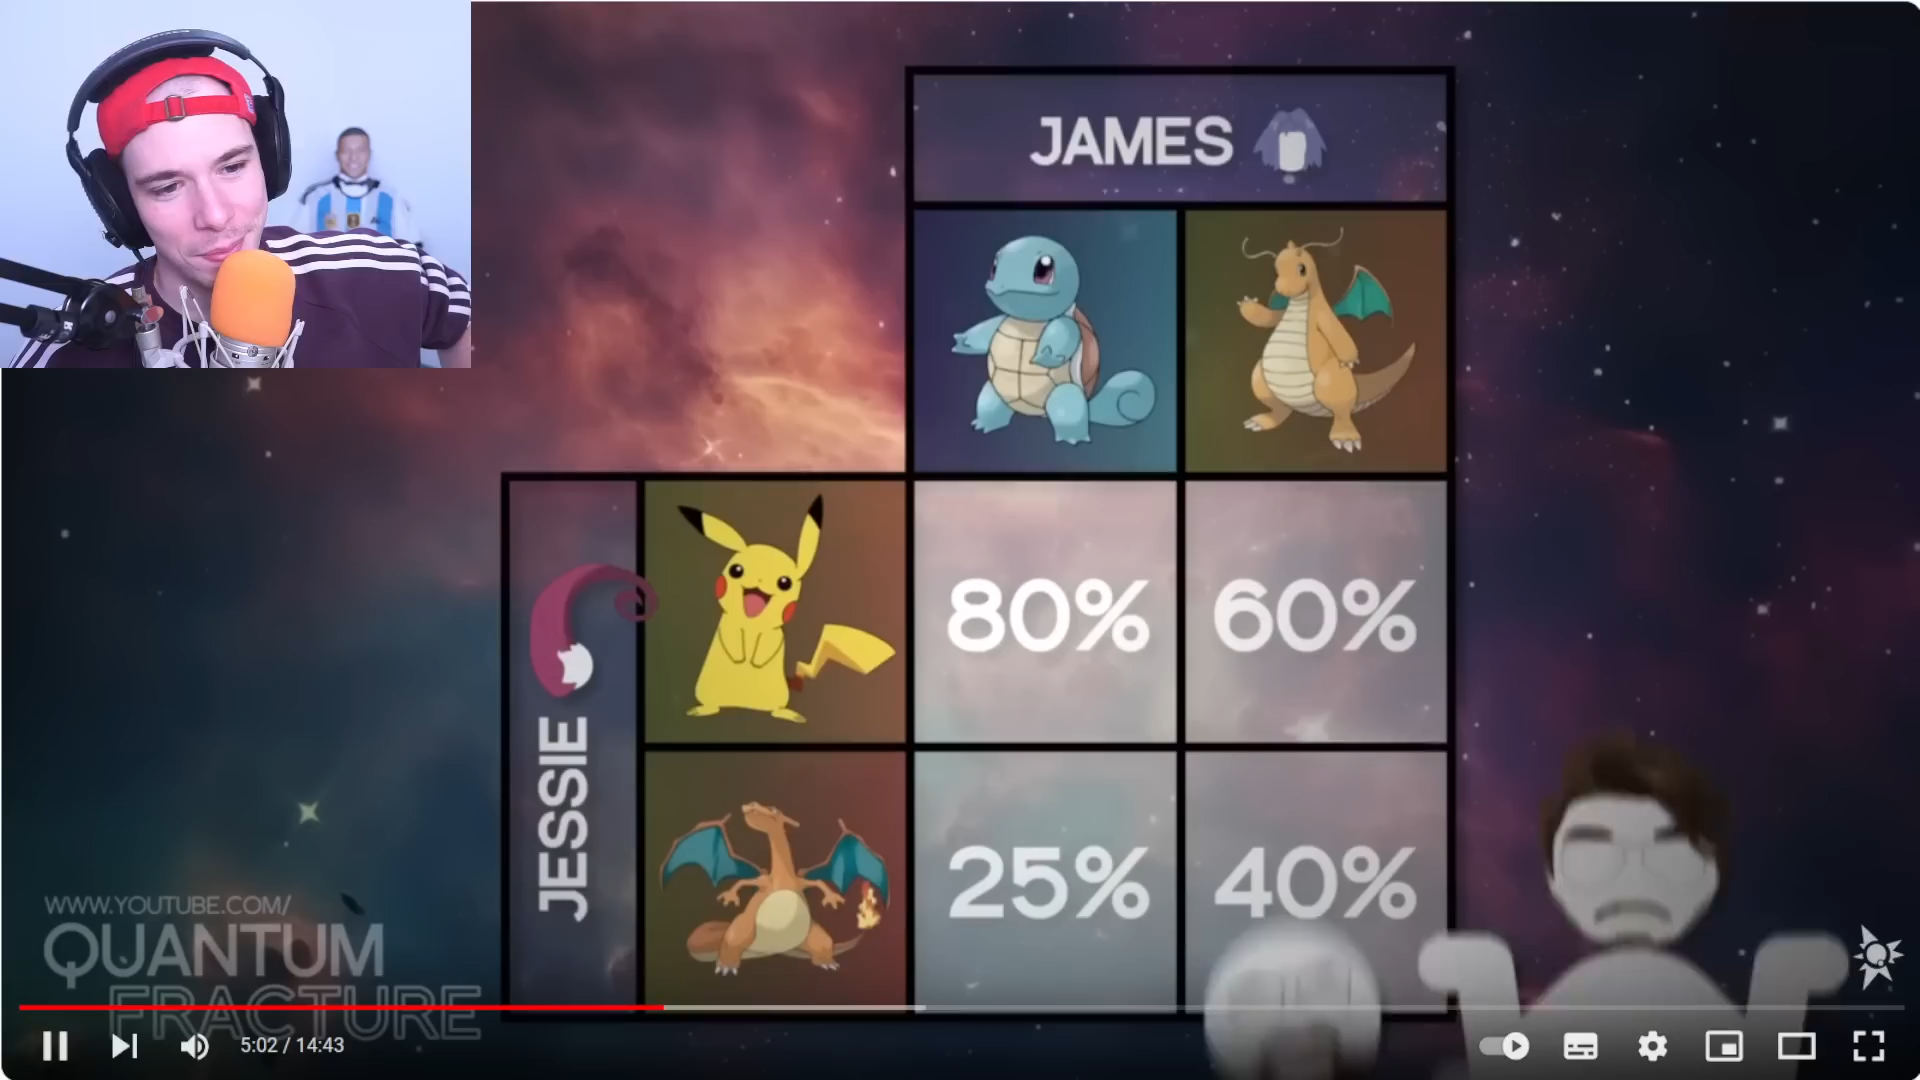 JAMES
80% 60%
JESSIE
25% 40%
WWW.YOUTUBE.COM/
QUANTUM
FRACTURE
5:02 / 14:43